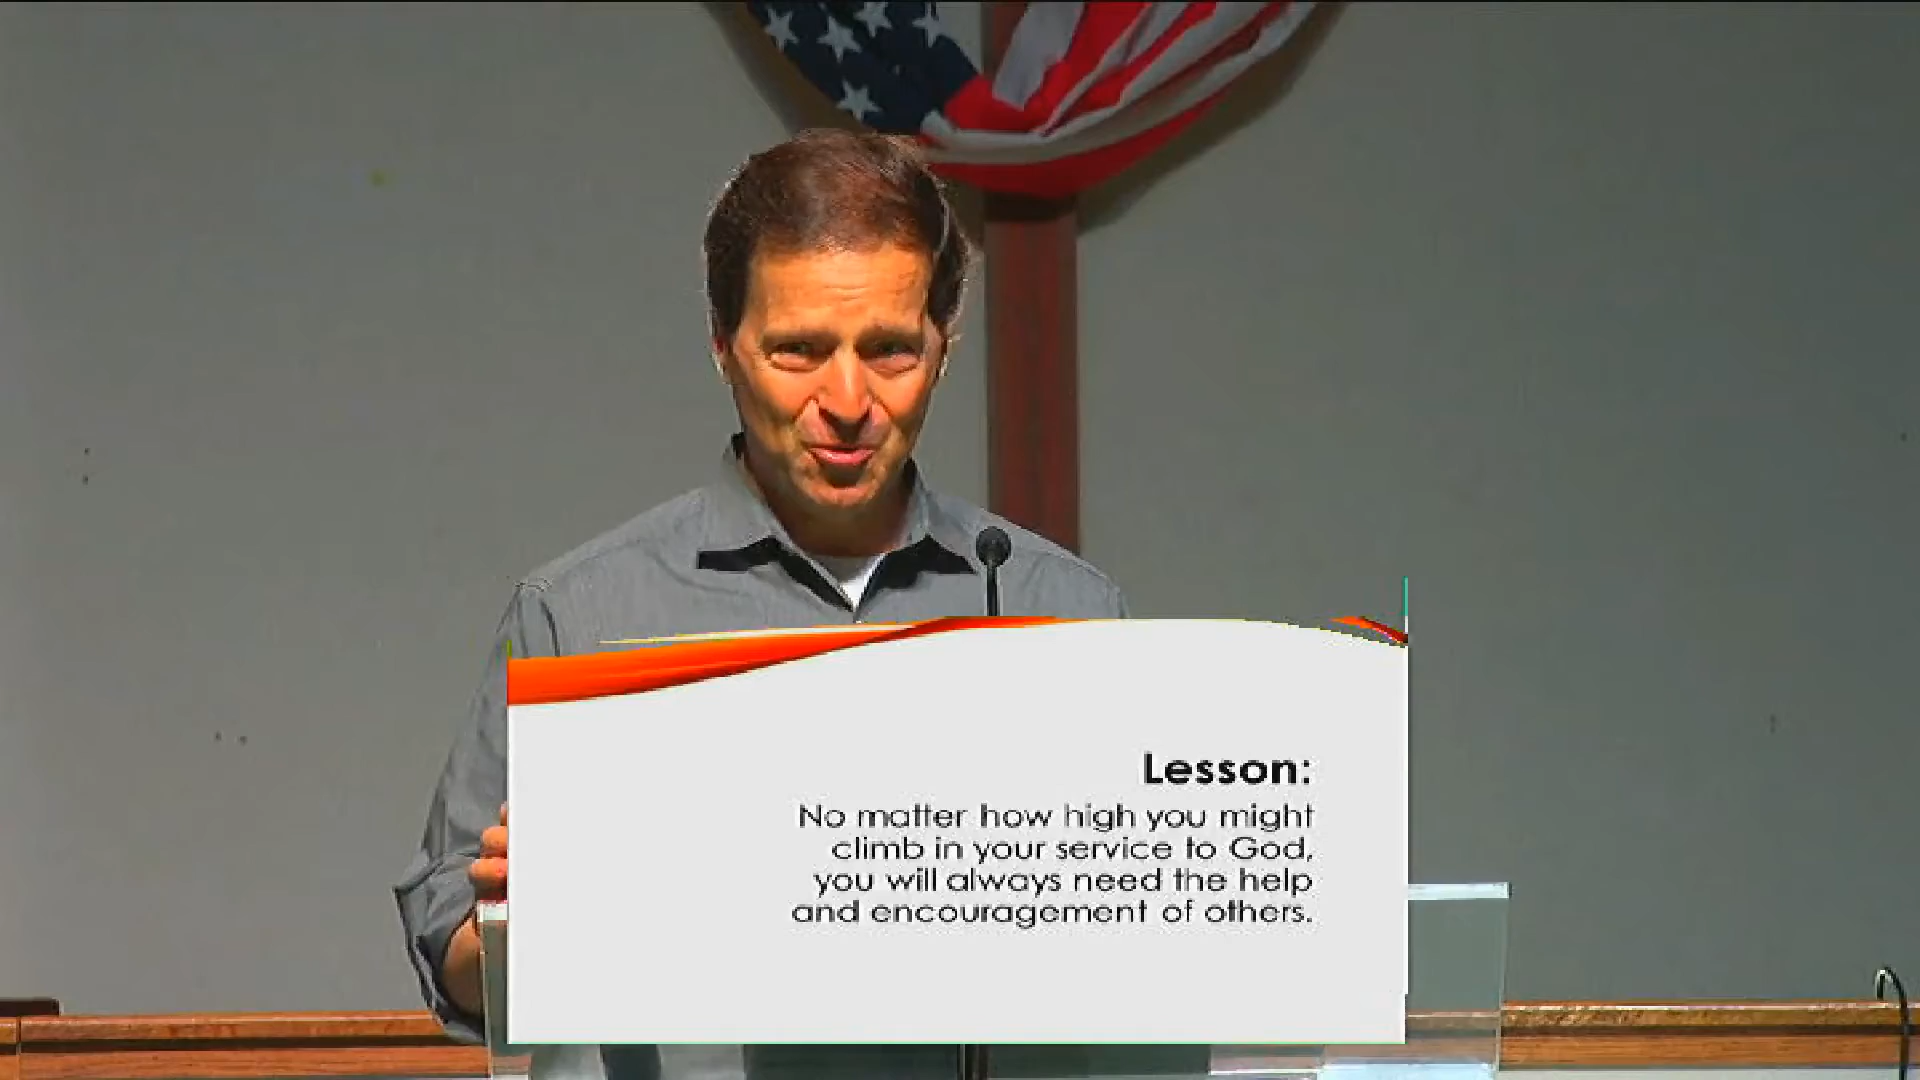 Lesson:
No matter how high you might
climb in your service to God,
you will always need the help
and encouragement of others.